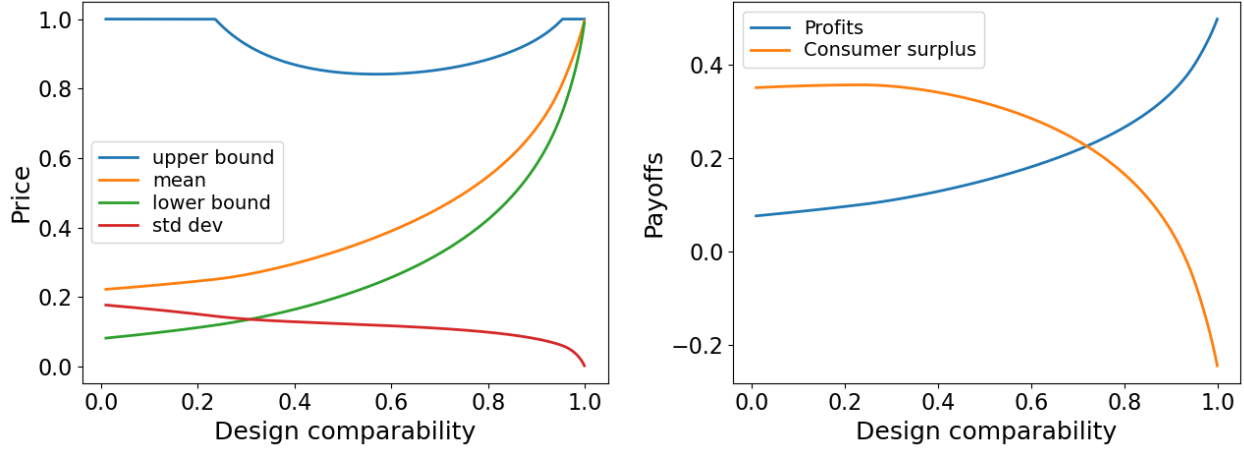 1.0
0.8
0.6
0.4
0.2
0.0
Price
upper bound
mean
lower bound
std dev
0.0 0.2 0.4 0.6 0.8 1.0
Design comparability
Profits
Consumer surplus
0.4
0.2
0.0
−0.2
Payoffs
0.0 0.2 0.4 0.6 0.8 1.0
Design comparability